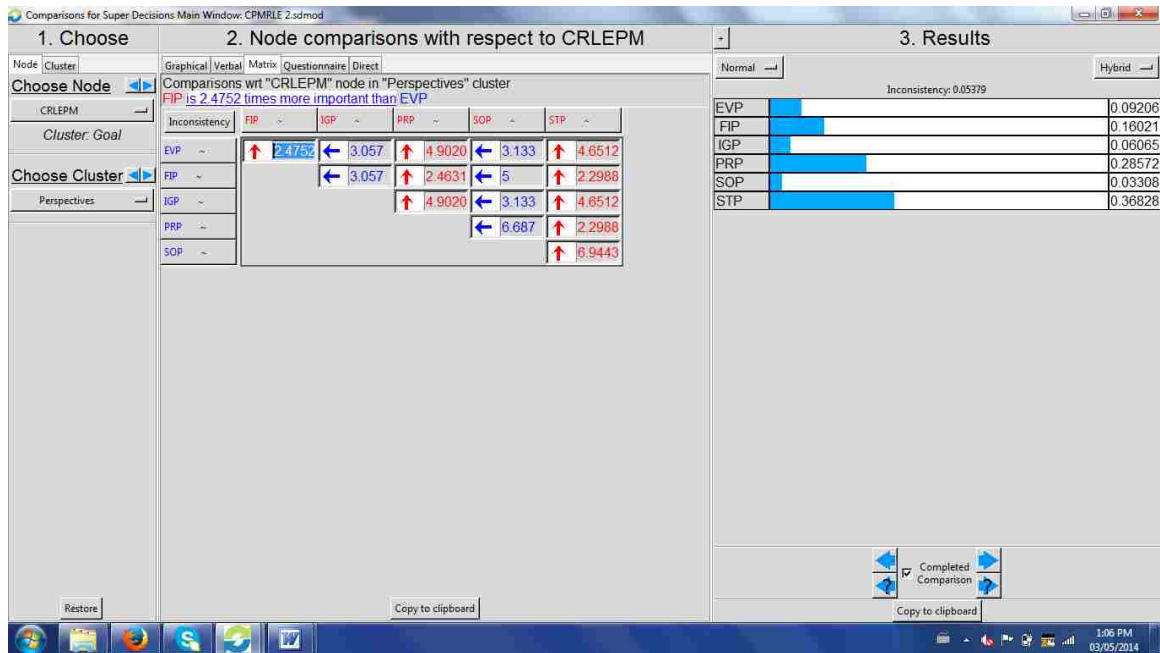 Comparisons for Super Decisions Main Window: CPMRLE 2.sdmod
1. Choose
2. Node comparisons with respect to CRLEPM
+ 3. Results
Node Cluster
Graphical Verbal Matrix Questionnaire Direct
Normal Hybrid
Choose Node
Comparisons wrt "CRLEPM" node in "Perspectives" cluster
FIP is 2.4752 times more important than EVP
Inconsistency: 0.05379
CRLEPM
Cluster: Goal
Choose Cluster
Perspectives
Inconsistency FIP ~ IGP ~ PRP ~ SOP ~ STP ~
EVP ~ 2.4752 3.057 4.9020 3.133 4.6512
FIP ~ 3.057 2.4631 5 2.2988
IGP ~ 4.9020 3.133 4.6512
PRP ~ 6.687 2.2988
SOP ~ 6.9443
EVP 0.09206
FIP 0.16021
IGP 0.06065
PRP 0.28572
SOP 0.03308
STP 0.36828
Completed
Comparison
Restore
Copy to clipboard
Copy to clipboard
1:06 PM
03/05/2014